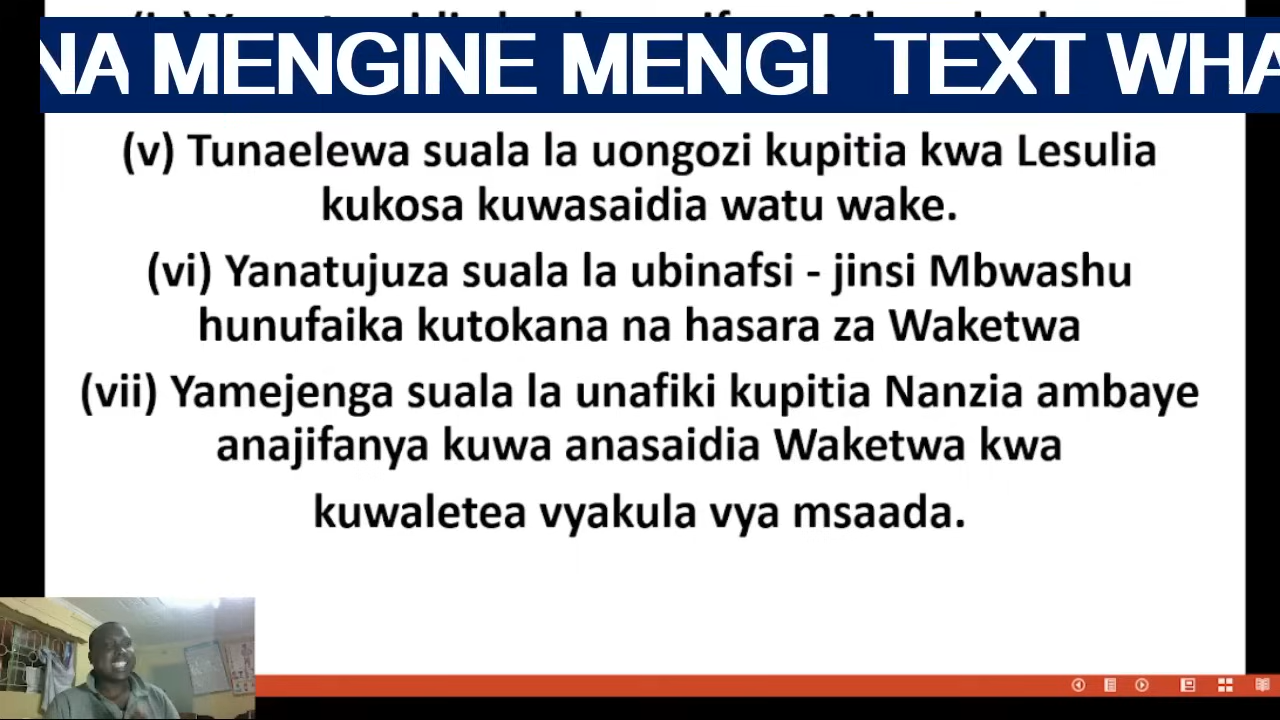 NA MENGINE MENGI TEXT WHA
(v) Tunaelewa suala la uongozi kupitia kwa Lesulia
kukosa kuwasaidia watu wake.
(vi) Yanatujuza suala la ubinafsi - jinsi Mbwashu
hunufaika kutokana na hasara za Waketwa
(vii) Yamejenga suala la unafiki kupitia Nanzia ambaye
anajifanya kuwa anasaidia Waketwa kwa
kuwaletea vyakula vya msaada.